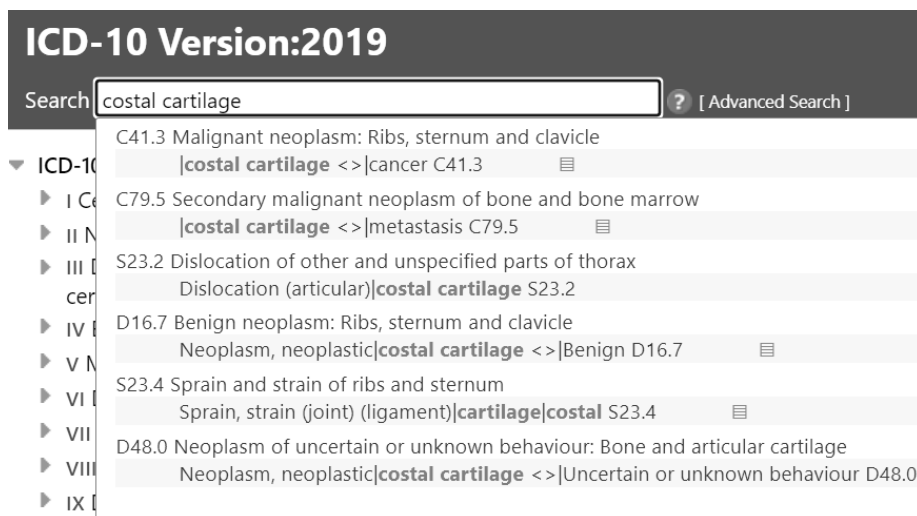 ICD-10 Version:2019
Search costal cartilage ? [ Advanced Search ]
C41.3 Malignant neoplasm: Ribs, sternum and clavicle
|costal cartilage <>|cancer C41.3
C79.5 Secondary malignant neoplasm of bone and bone marrow
|costal cartilage <>|metastasis C79.5
S23.2 Dislocation of other and unspecified parts of thorax
Dislocation (articular)|costal cartilage S23.2
D16.7 Benign neoplasm: Ribs, sternum and clavicle
Neoplasm, neoplastic|costal cartilage <>|Benign D16.7
S23.4 Sprain and strain of ribs and sternum
Sprain, strain (joint) (ligament)|cartilage|costal S23.4
D48.0 Neoplasm of uncertain or unknown behaviour: Bone and articular cartilage
Neoplasm, neoplastic|costal cartilage <>|Uncertain or unknown behaviour D48.0
ICD-10
I
II
III
cer
IV
V
VI
VII
VIII
IX